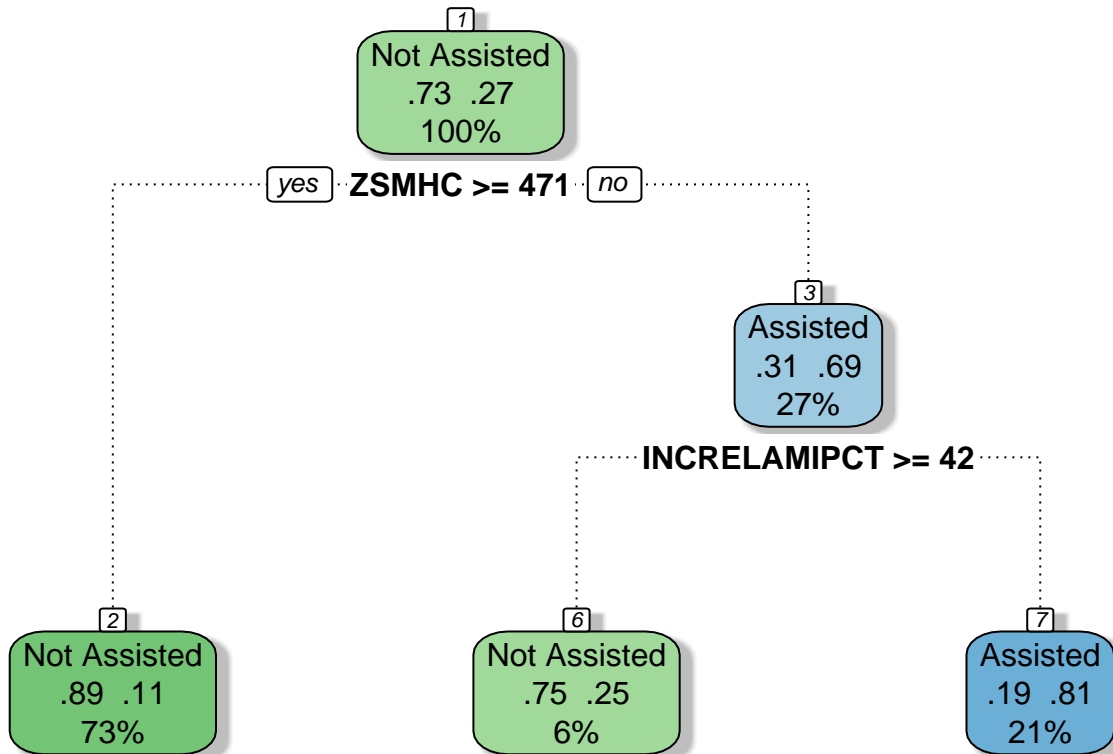 1
Not Assisted
.73 .27
100%
yes ZSMHC >= 471 no
3
Assisted
.31 .69
27%
INCRELAMIPCT >= 42
2
Not Assisted
.89 .11
73%
6
Not Assisted
.75 .25
6%
7
Assisted
.19 .81
21%